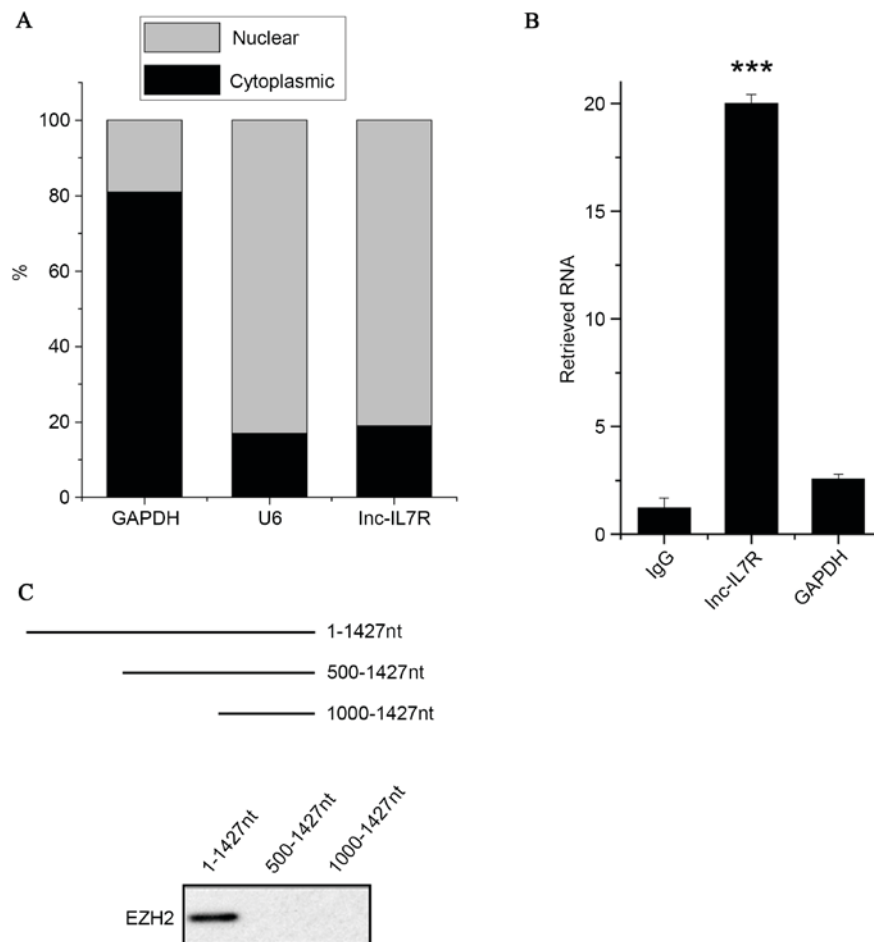 A
Nuclear
Cytoplasmic
100
80
60
40
20
0
%
GAPDH
U6
lnc-IL7R
B
***
20
15
10
5
0
Retrieved RNA
IgG
lnc-IL7R
GAPDH
C
1-1427nt
500-1427nt
1000-1427nt
1-1427nt
500-1427nt
1000-1427nt
EZH2